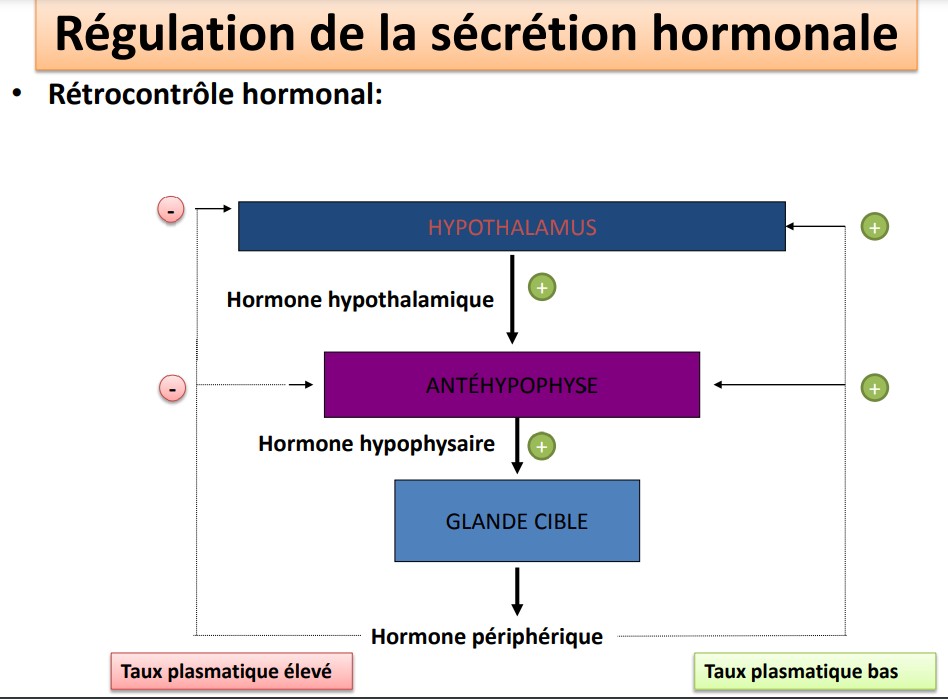 Régulation de la sécrétion hormonale
• Rétrocontrôle hormonal:
-
HYPOTHALAMUS
+
Hormone hypothalamique
+
-
ANTÉHYPOPHYSE
+
Hormone hypophysaire
+
GLANDE CIBLE
Hormone périphérique
Taux plasmatique élevé
Taux plasmatique bas